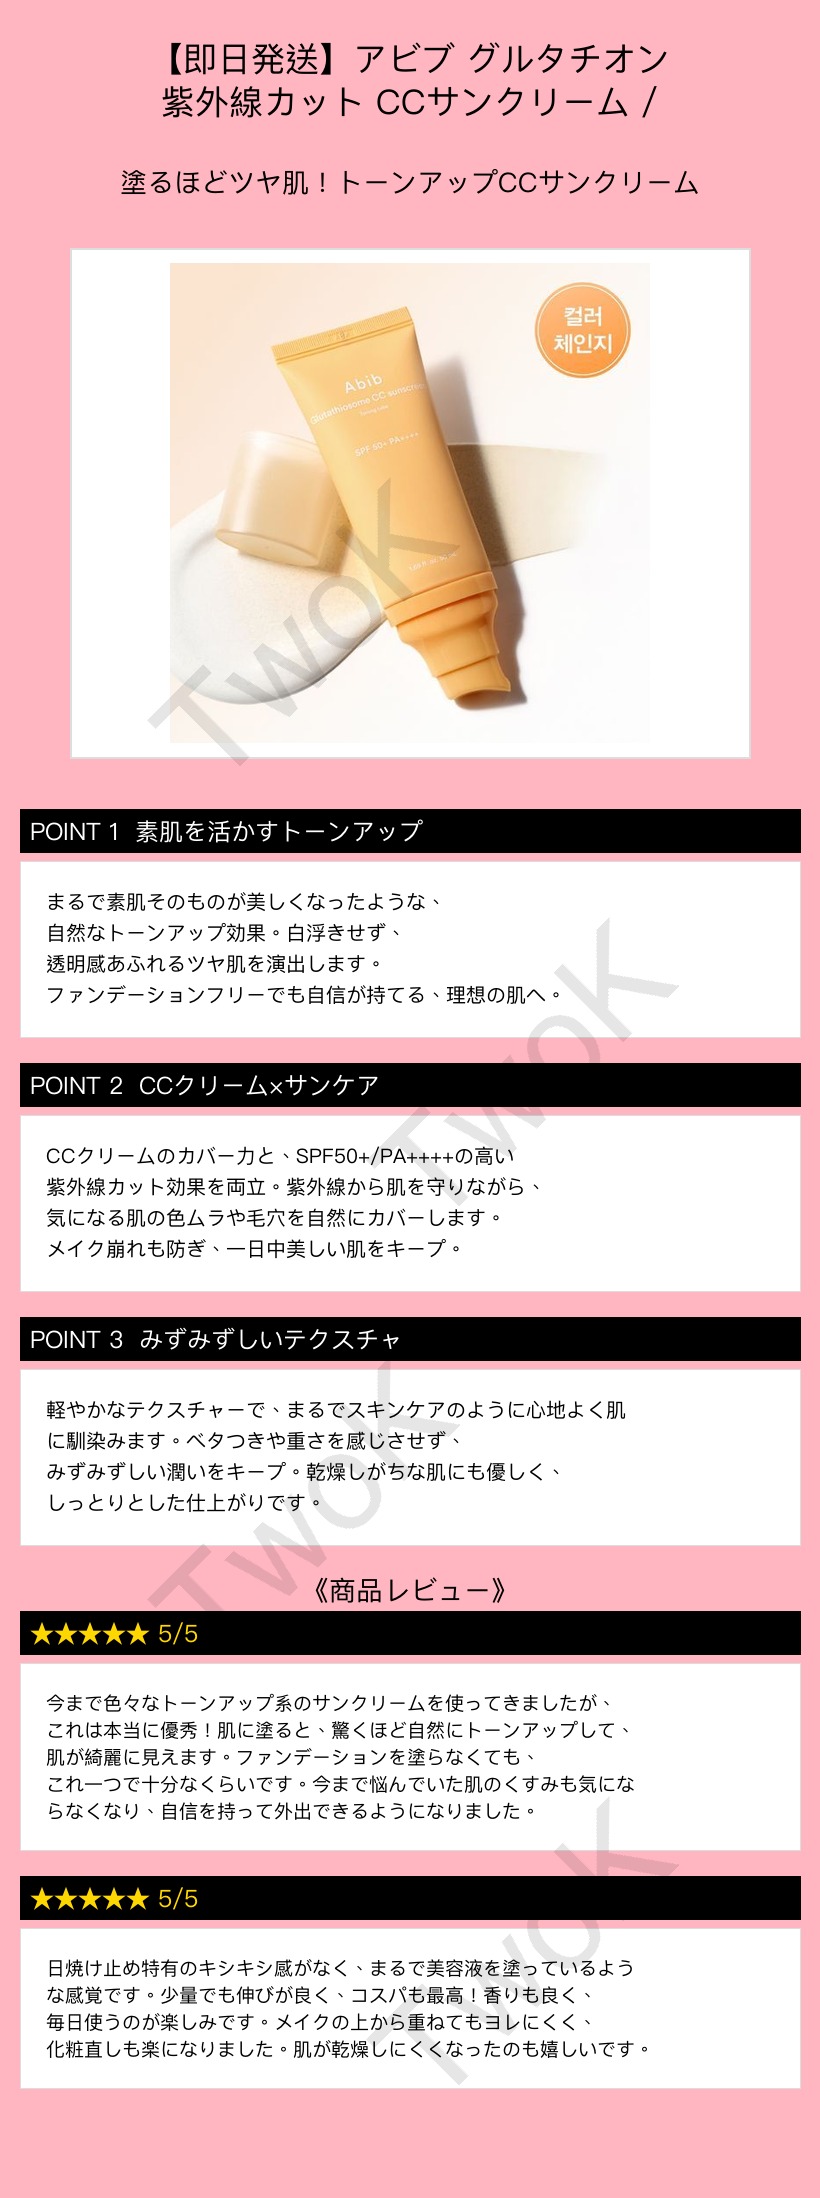 【即日発送】アビブ グルタチオン
紫外線カット CCサンクリーム /
塗るほどツヤ肌！トーンアップCCサンクリーム
컬러
체인지
Abib
Glutathiosome CC sunscreen
SPF 50+ PA++++
TwoK
POINT 1 素肌を活かすトーンアップ
まるで素肌そのものが美しくなったような、
自然なトーンアップ効果。白浮きせず、
透明感あふれるツヤ肌を演出します。
ファンデーションフリーでも自信が持てる、理想の肌へ。
TwoK
POINT 2 CCクリーム×サンケア
CCクリームのカバー力と、SPF50+/PA++++の高い
紫外線カット効果を両立。紫外線から肌を守りながら、
気になる肌の色ムラや毛穴を自然にカバーします。
メイク崩れも防ぎ、一日中美しい肌をキープ。
POINT 3 みずみずしいテクスチャ
軽やかなテクスチャーで、まるでスキンケアのように心地よく肌
に馴染みます。ベタつきや重さを感じさせず、
みずみずしい潤いをキープ。乾燥しがちな肌にも優しく、
しっとりとした仕上がりです。
TwoK
《商品レビュー》
★★★★★ 5/5
今まで色々なトーンアップ系のサンクリームを使ってきましたが、
これは本当に優秀！肌に塗ると、驚くほど自然にトーンアップして、
肌が綺麗に見えます。ファンデーションを塗らなくても、
これ一つで十分なくらいです。今まで悩んでいた肌のくすみも気にな
らなくなり、自信を持って外出できるようになりました。
★★★★★ 5/5
日焼け止め特有のキシキシ感がなく、まるで美容液を塗っているよう
な感覚です。少量でも伸びが良く、コスパも最高！香りも良く、
毎日使うのが楽しみです。メイクの上から重ねてもヨレにくく、
化粧直しも楽になりました。肌が乾燥しにくくなったのも嬉しいです。
TwoK